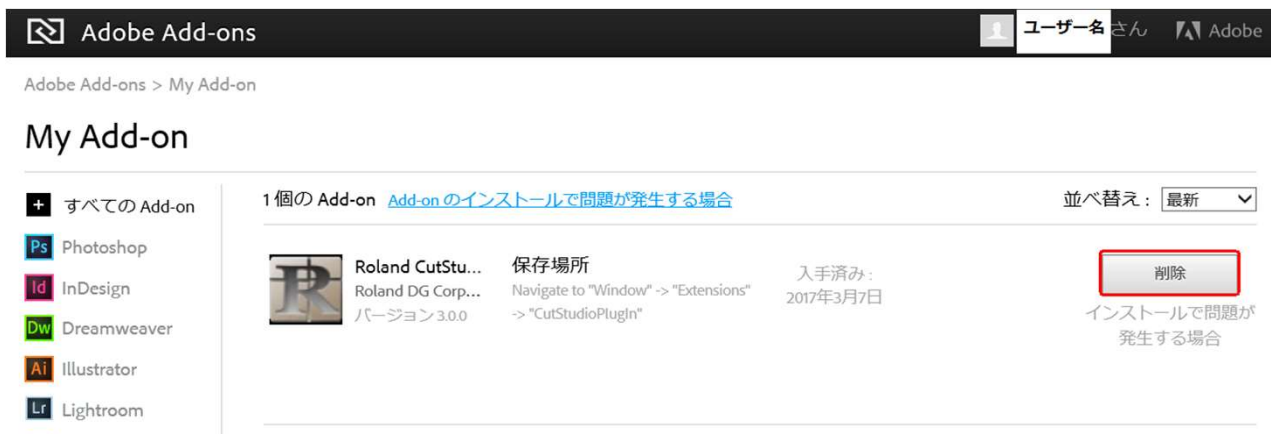 Adobe Add-ons
ユーザー名 さん
Adobe
Adobe Add-ons > My Add-on
My Add-on
+ すべての Add-on
Ps Photoshop
Id InDesign
Dw Dreamweaver
Ai Illustrator
Lr Lightroom
1個の Add-on Add-on のインストールで問題が発生する場合
並べ替え : 最新
R
Roland CutStu...
Roland DG Corp...
バージョン 3.0.0
保存場所
Navigate to "Window" -> "Extensions"
-> "CutStudioPlugIn"
入手済み :
2017年3月7日
削除
インストールで問題が
発生する場合